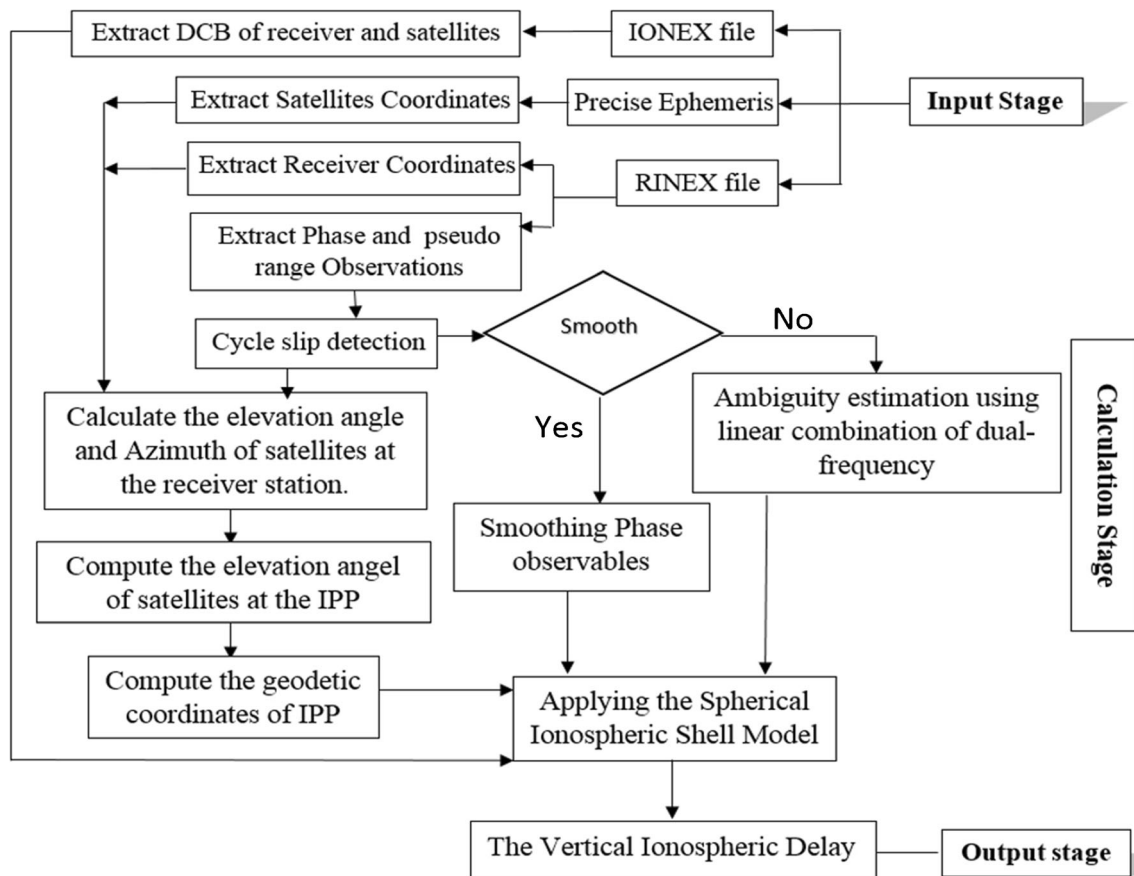 Extract DCB of receiver and satellites
IONEX file
Extract Satellites Coordinates
Precise Ephemeris
Input Stage
Extract Receiver Coordinates
RINEX file
Extract Phase and pseudo
range Observations
Smooth
No
Cycle slip detection
Yes
Calculate the elevation angle
and Azimuth of satellites at
the receiver station.
Ambiguity estimation using
linear combination of dual-
frequency
Calculation Stage
Smoothing Phase
observables
Compute the elevation angel
of satellites at the IPP
Compute the geodetic
coordinates of IPP
Applying the Spherical
Ionospheric Shell Model
The Vertical Ionospheric Delay
Output stage